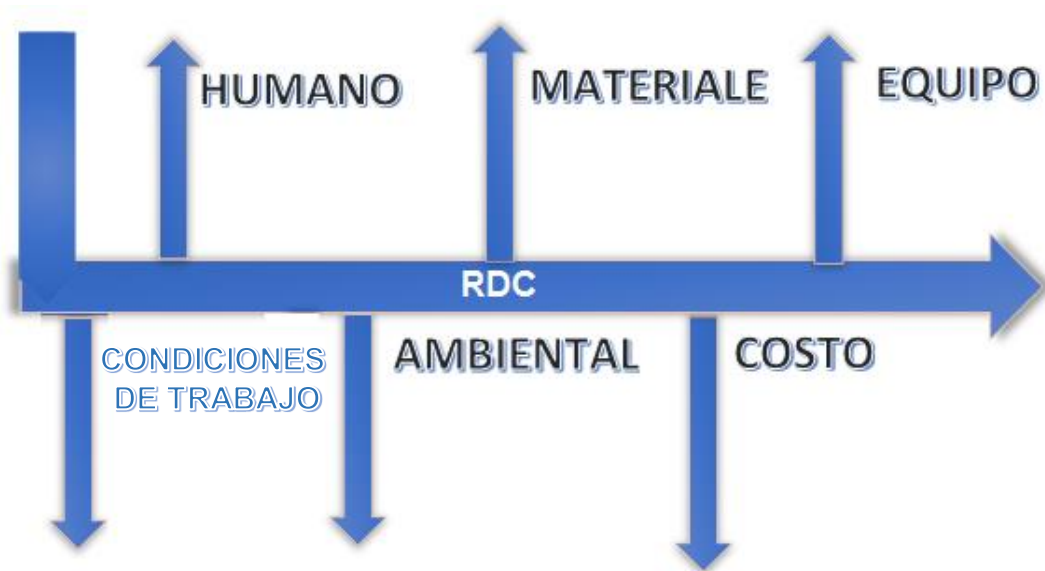 HUMANO
MATERIALE
EQUIPO
RDC
CONDICIONES
DE TRABAJO
AMBIENTAL
COSTO